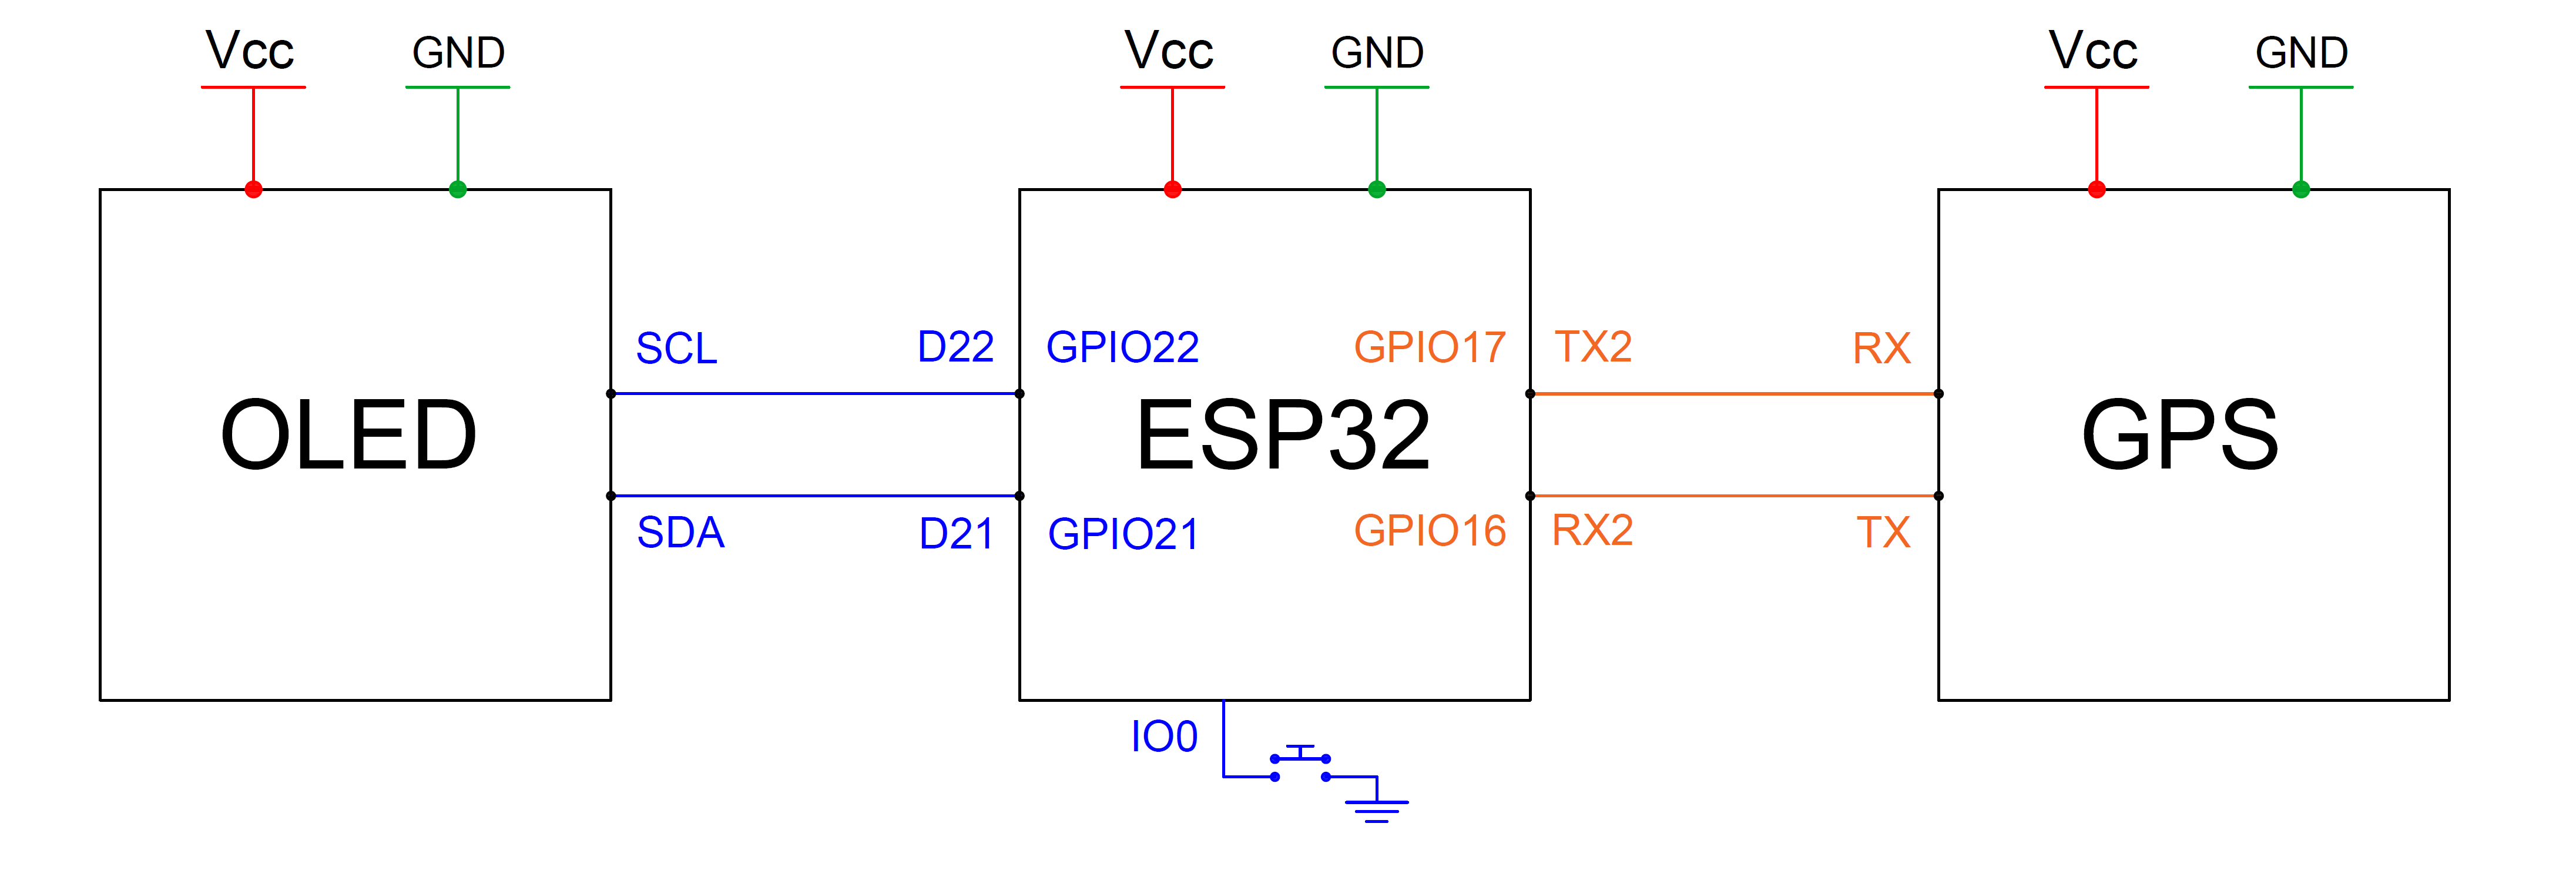 Vcc GND Vcc GND Vcc GND
SCL D22 GPIO22 GPIO17 TX2 RX
OLED ESP32 GPS
SDA D21 GPIO21 GPIO16 RX2 TX
IO0